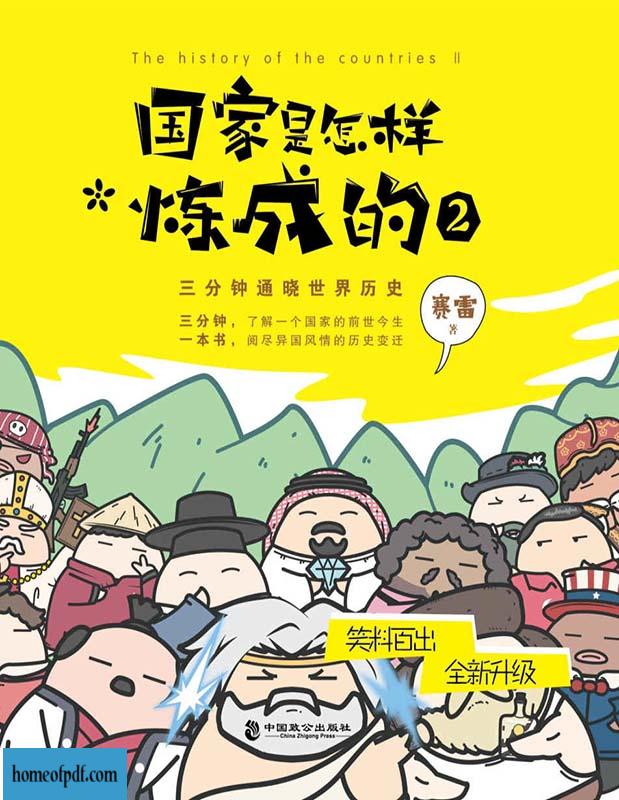 The history of the countries Ⅱ
国家是怎样
炼成的2
三分钟通晓世界历史
三分钟，了解一个国家的前世今生
一本书，阅尽异国风情的历史变迁
赛雷
著
笑料百出
全新升级
中国致公出版社
China Zhigong Press
homeofpdf.com